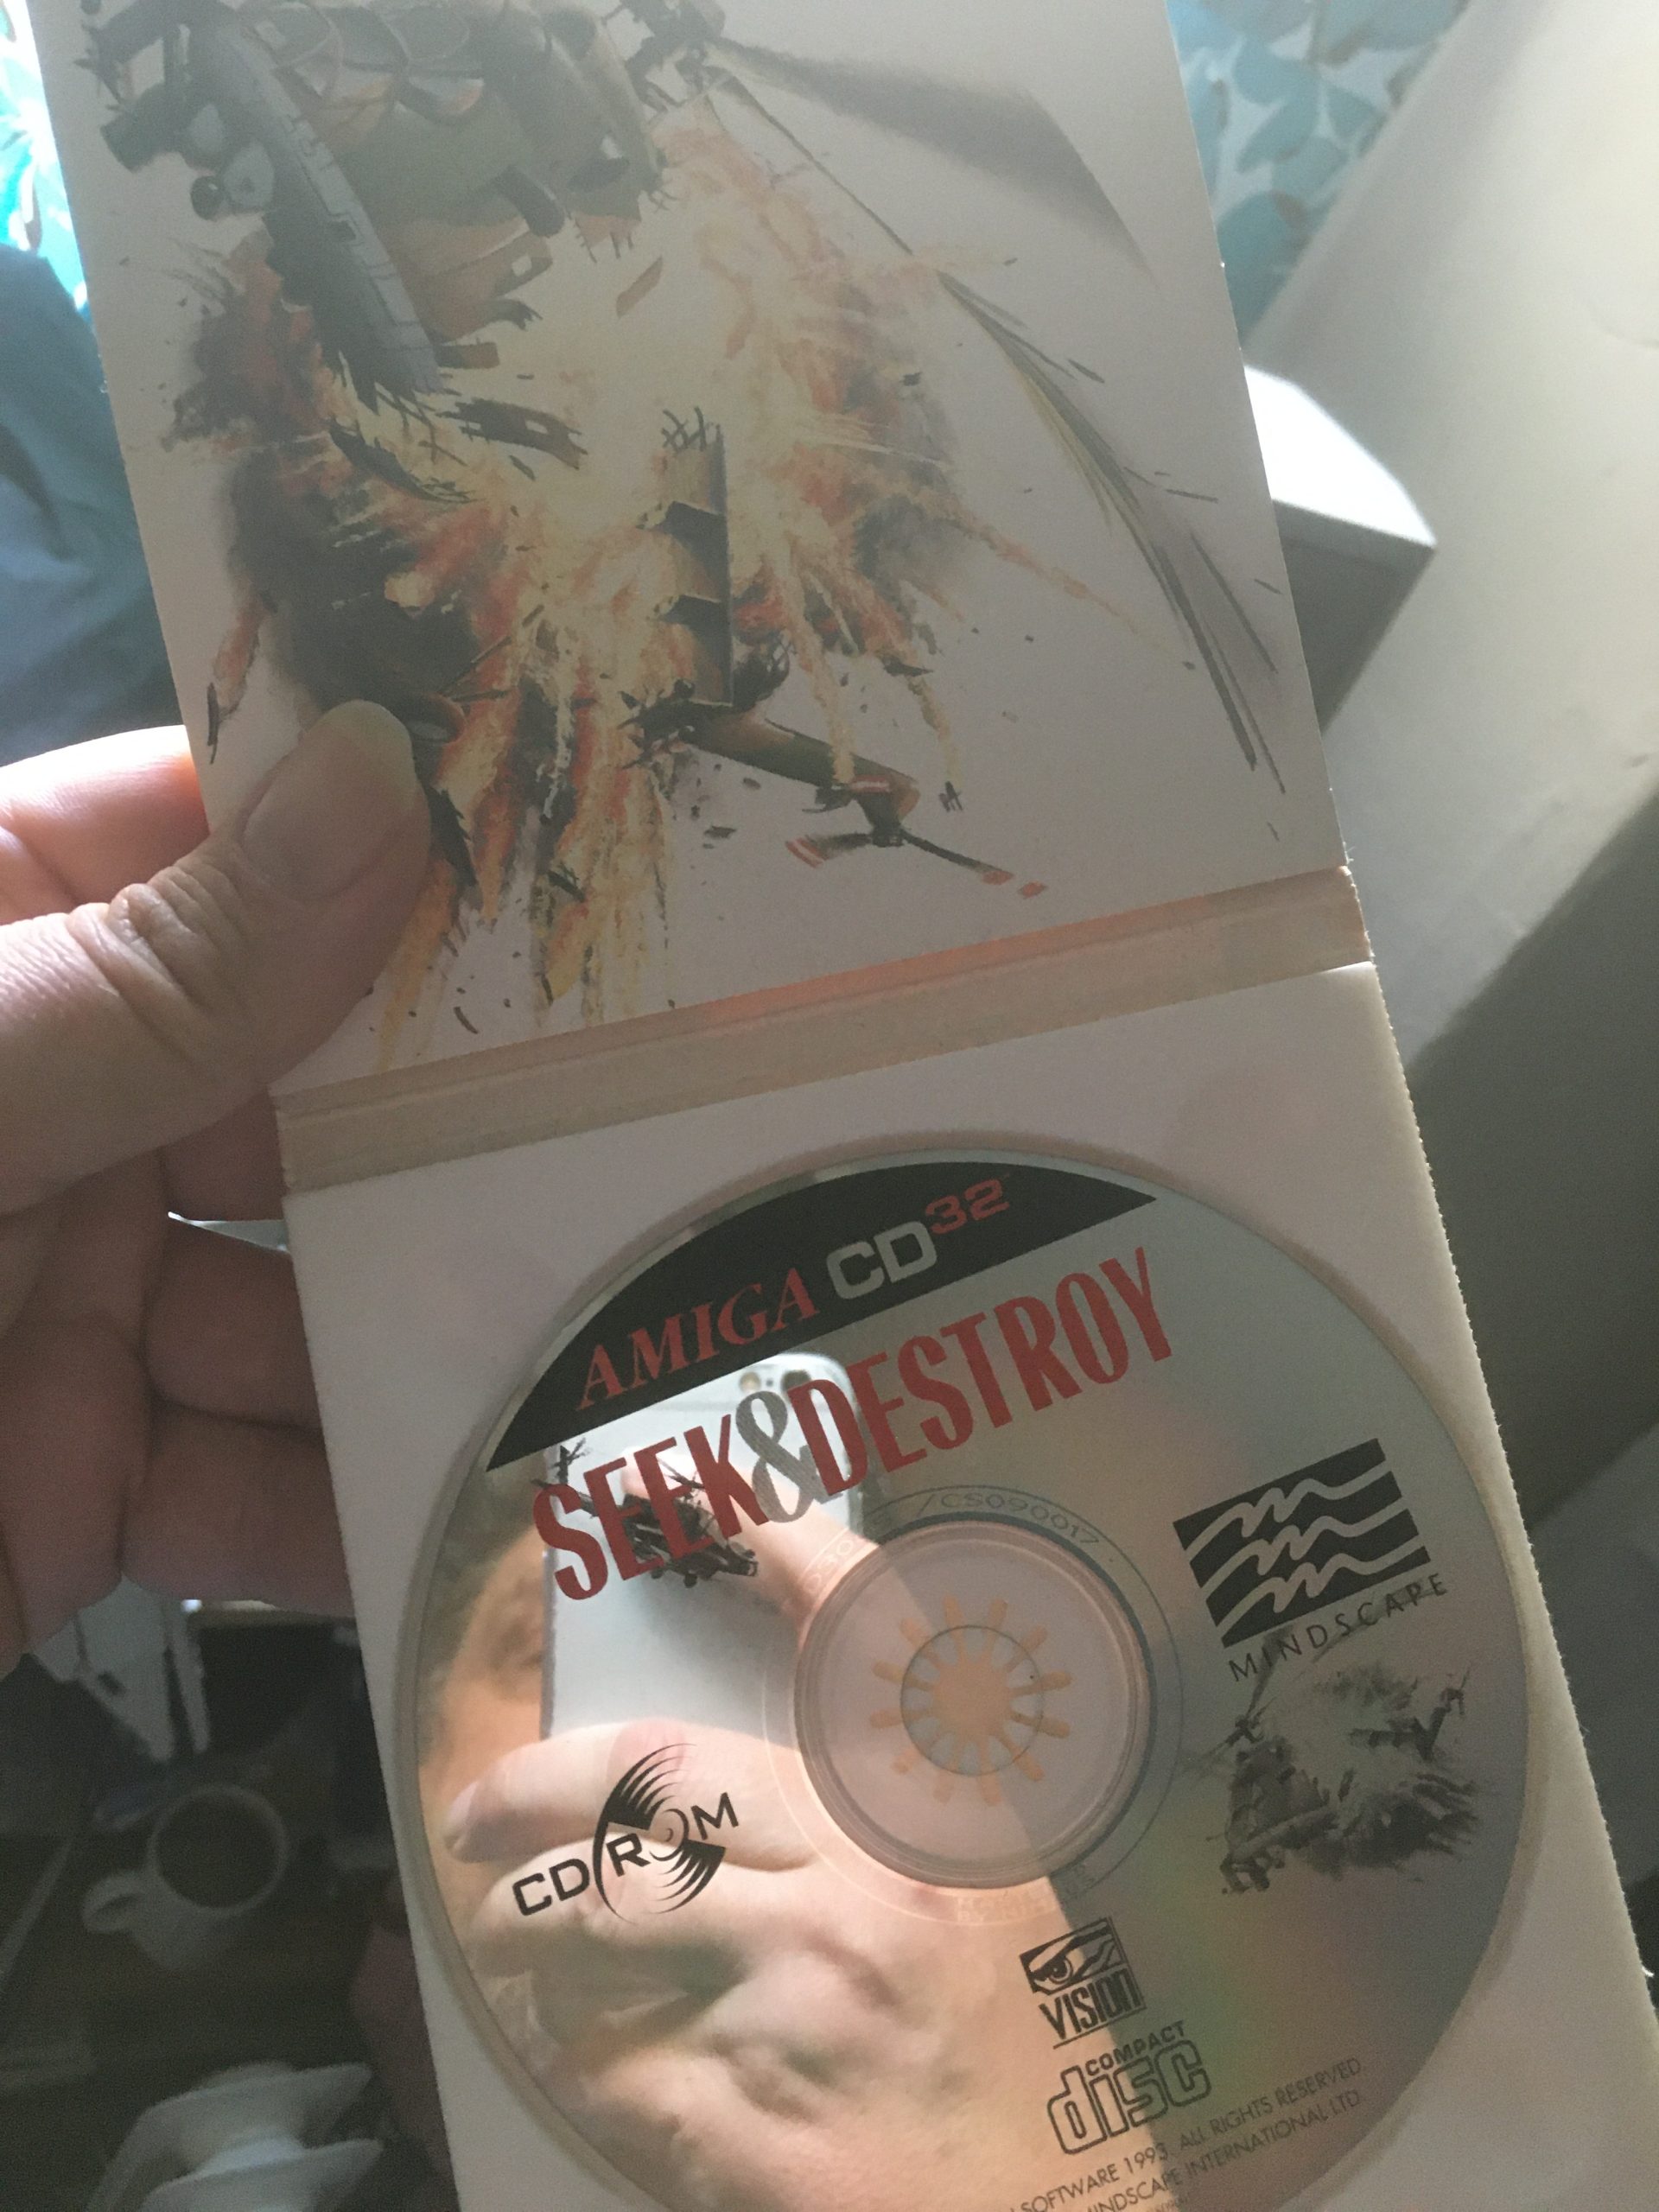 AMIGA CD32
SEEK & DESTROY
/CS090017
MINDSCAPE
CD ROM
VISION
COMPACT
disc
SOFTWARE 1993. ALL RIGHTS RESERVED.
MINDSCAPE INTERNATIONAL LTD.